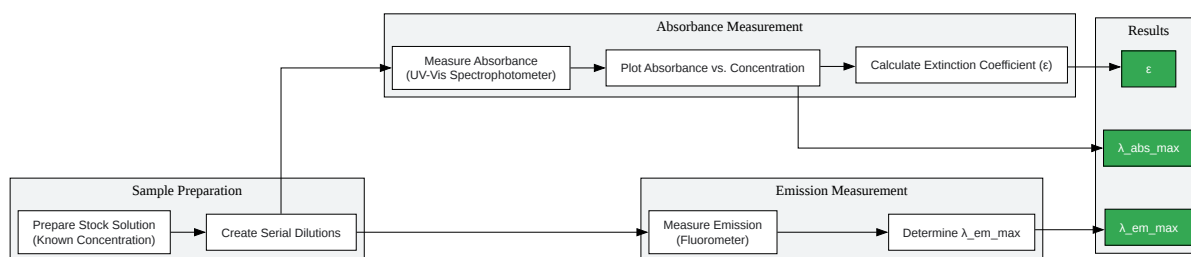 Absorbance Measurement
Measure Absorbance
(UV-Vis Spectrophotometer)
Plot Absorbance vs. Concentration
Calculate Extinction Coefficient (ε)
Results
ε
λ_abs_max
λ_em_max
Sample Preparation
Prepare Stock Solution
(Known Concentration)
Create Serial Dilutions
Emission Measurement
Measure Emission
(Fluorometer)
Determine λ_em_max